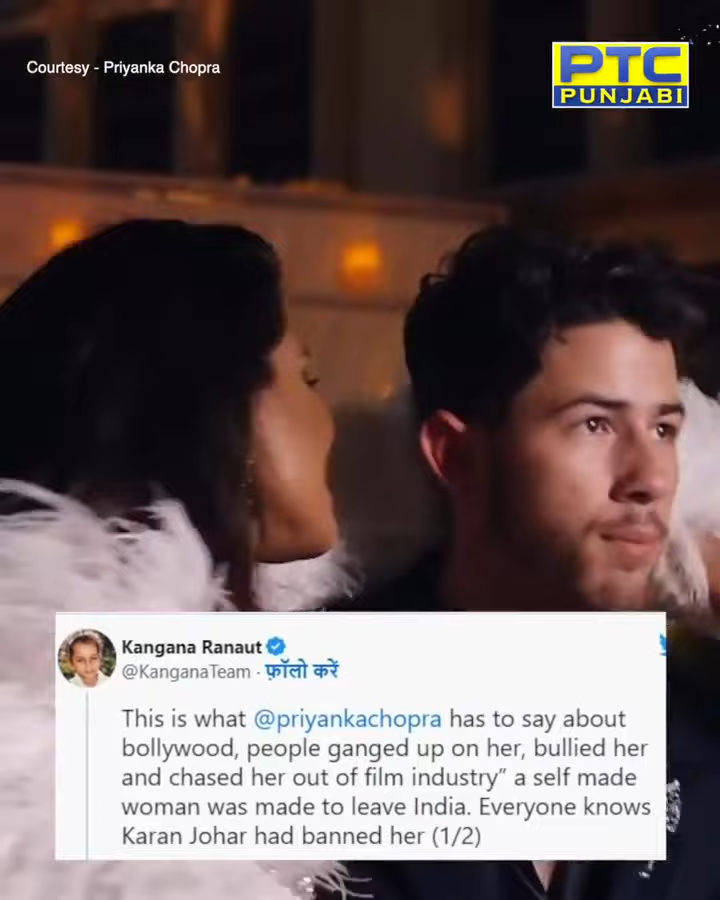 Courtesy - Priyanka Chopra
PTC
PUNJABI
Kangana Ranaut
@KanganaTeam · फ़ॉलो करें
This is what @priyankachopra has to say about
bollywood, people ganged up on her, bullied her
and chased her out of film industry” a self made
woman was made to leave India. Everyone knows
Karan Johar had banned her (1/2)